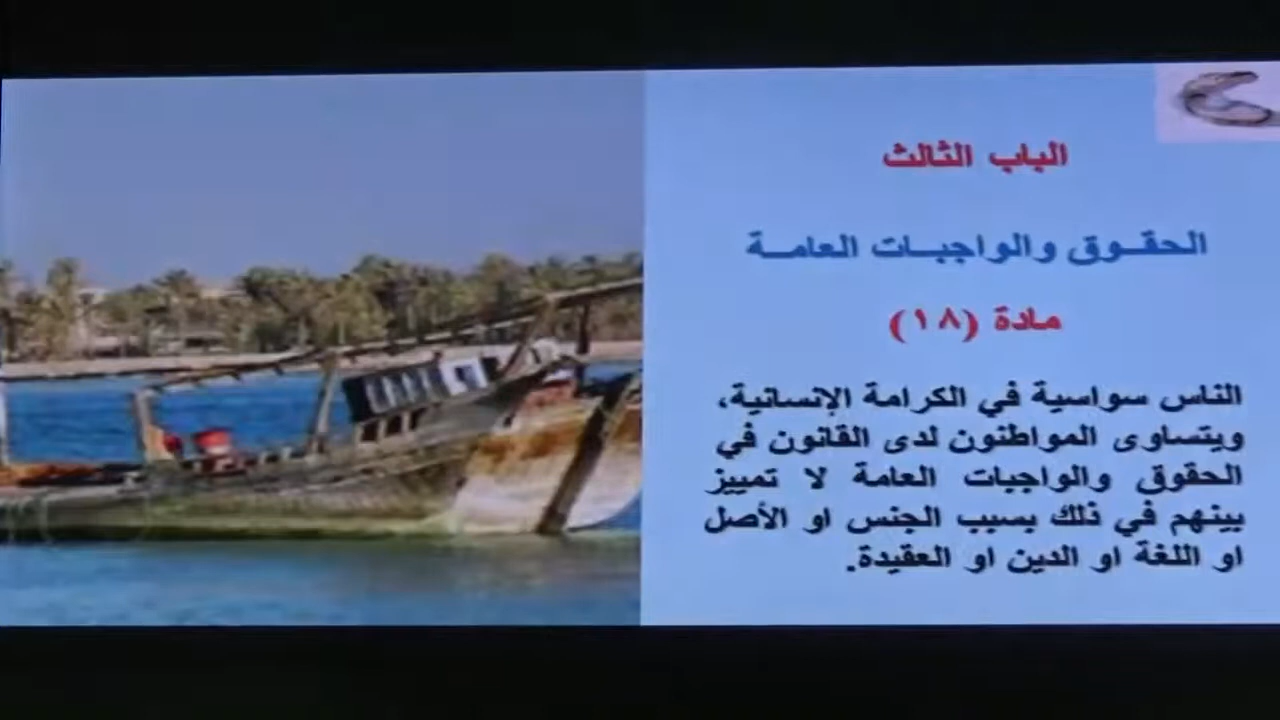 الباب الثالث
الحقـوق والواجبـات العامـة
مادة (١٨)
الناس سواسية في الكرامة الإنسانية،
ويتساوى المواطنون لدى القانون في
الحقوق والواجبات العامة لا تمييز
بينهم في ذلك بسبب الجنس او الأصل
او اللغة او الدين او العقيدة.